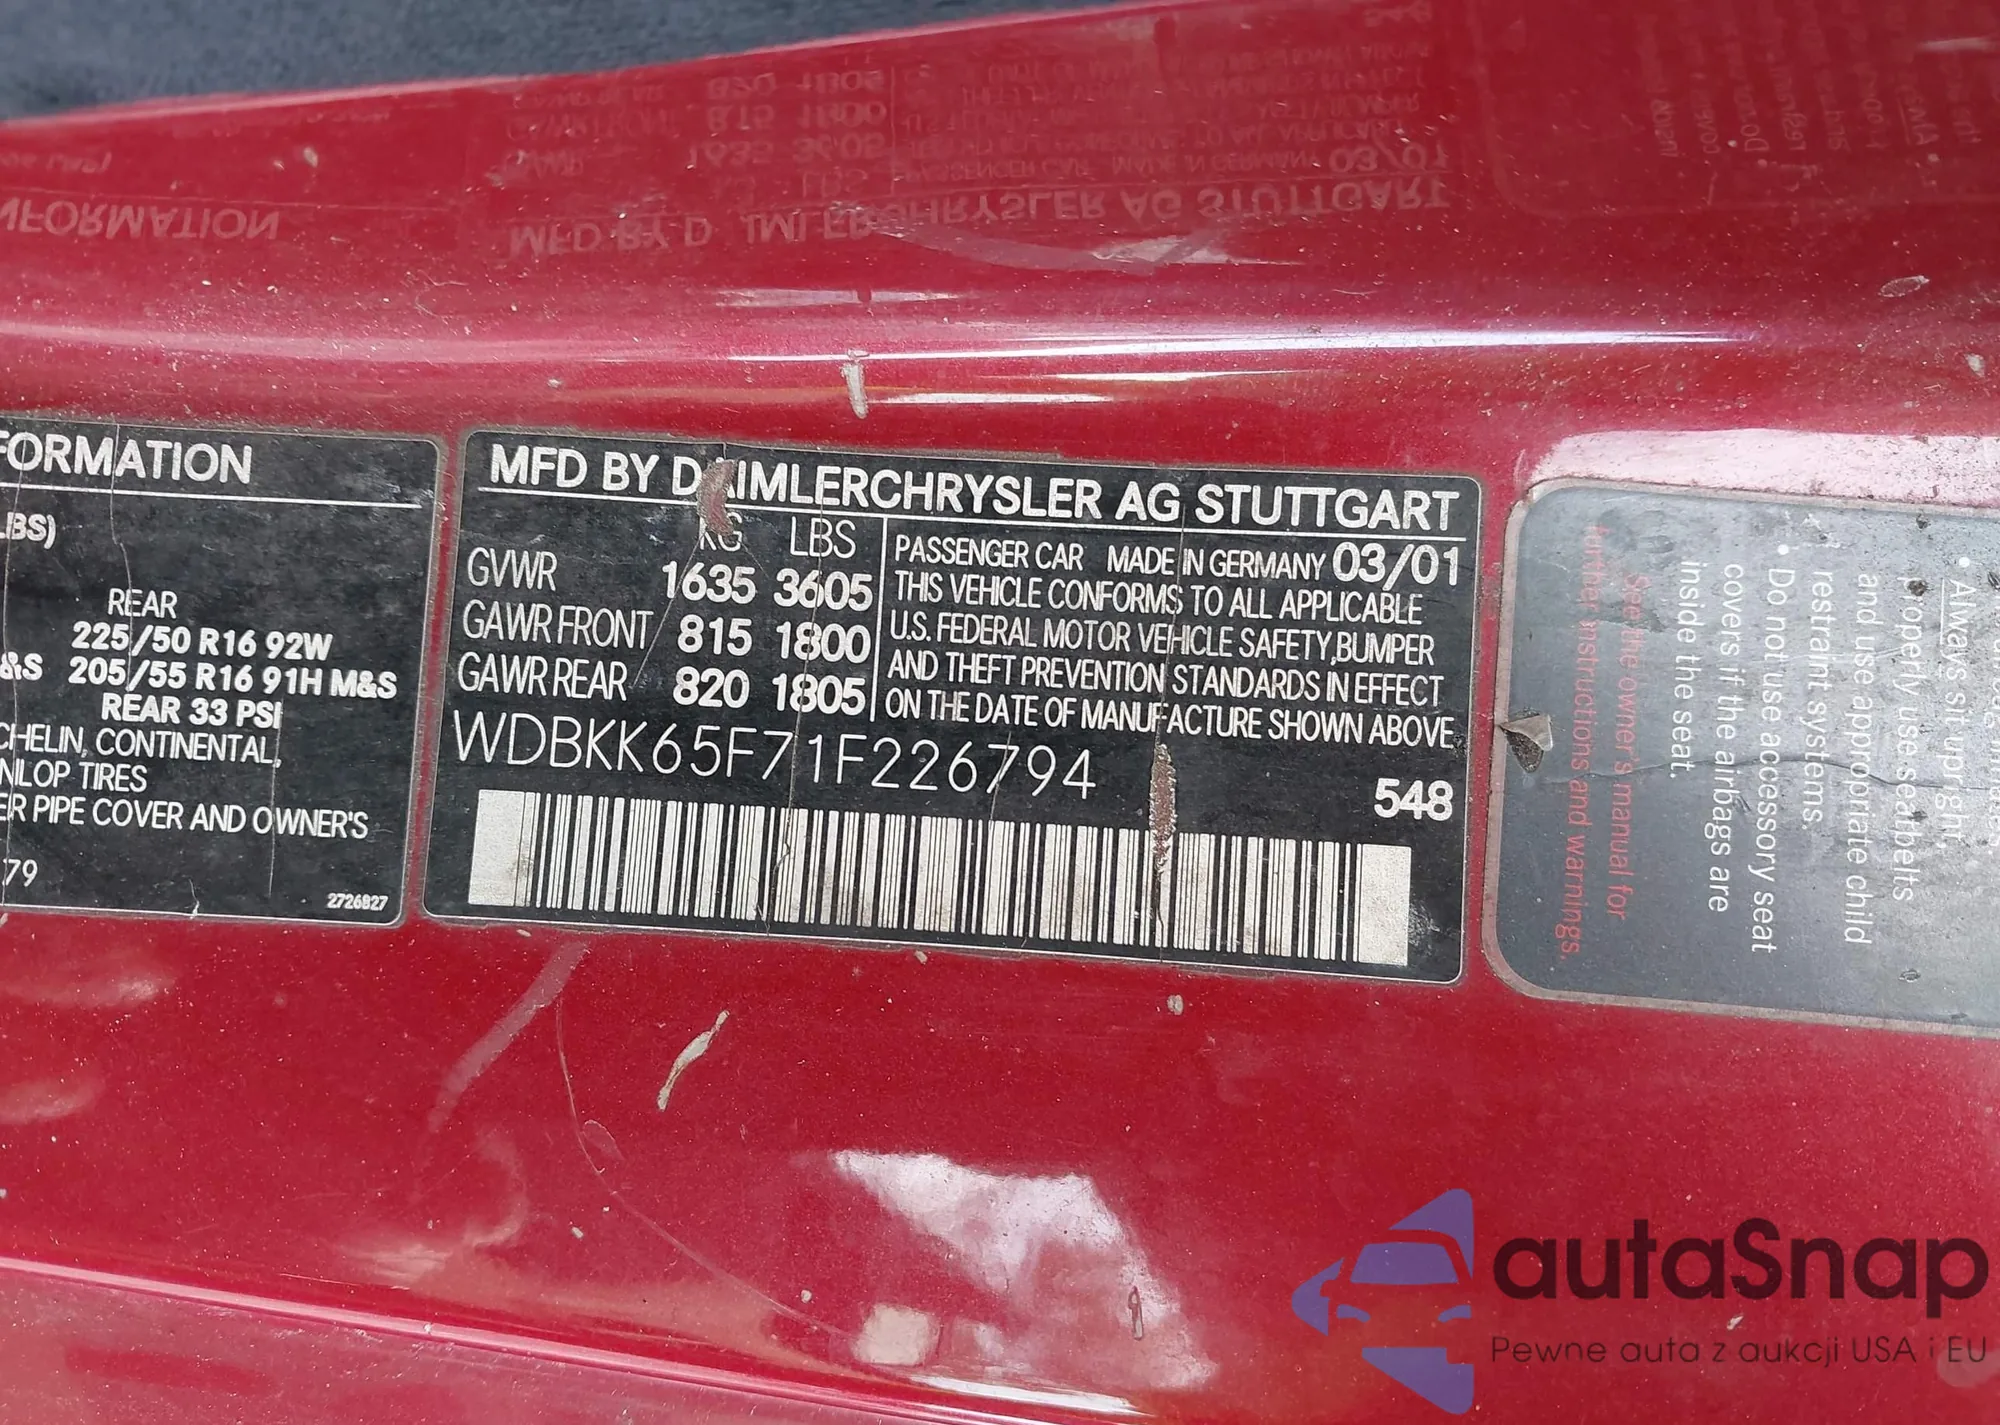 FORMATION
LBS)
REAR
225/50 R16 92W
&S 205/55 R16 91H M&S
REAR 33 PSI
CHELIN, CONTINENTAL,
NLOP TIRES
ER PIPE COVER AND OWNER'S
79
2726827
MFD BY DAIMLERCHRYSLER AG STUTTGART
KG LBS
GVWR 1635 3605
GAWR FRONT 815 1800
GAWR REAR 820 1805
PASSENGER CAR MADE IN GERMANY 03/01
THIS VEHICLE CONFORMS TO ALL APPLICABLE
U.S. FEDERAL MOTOR VEHICLE SAFETY, BUMPER
AND THEFT PREVENTION STANDARDS IN EFFECT
ON THE DATE OF MANUFACTURE SHOWN ABOVE
WDBKK65F71F226794
548
• Always sit upright,
properly use seatbelts
and use appropriate child
restraint systems.
• Do not use accessory seat
covers if the airbags are
inside the seat.
See the owner's manual for
further instructions and warnings.
autaSnap
Pewne auta z aukcji USA i EU